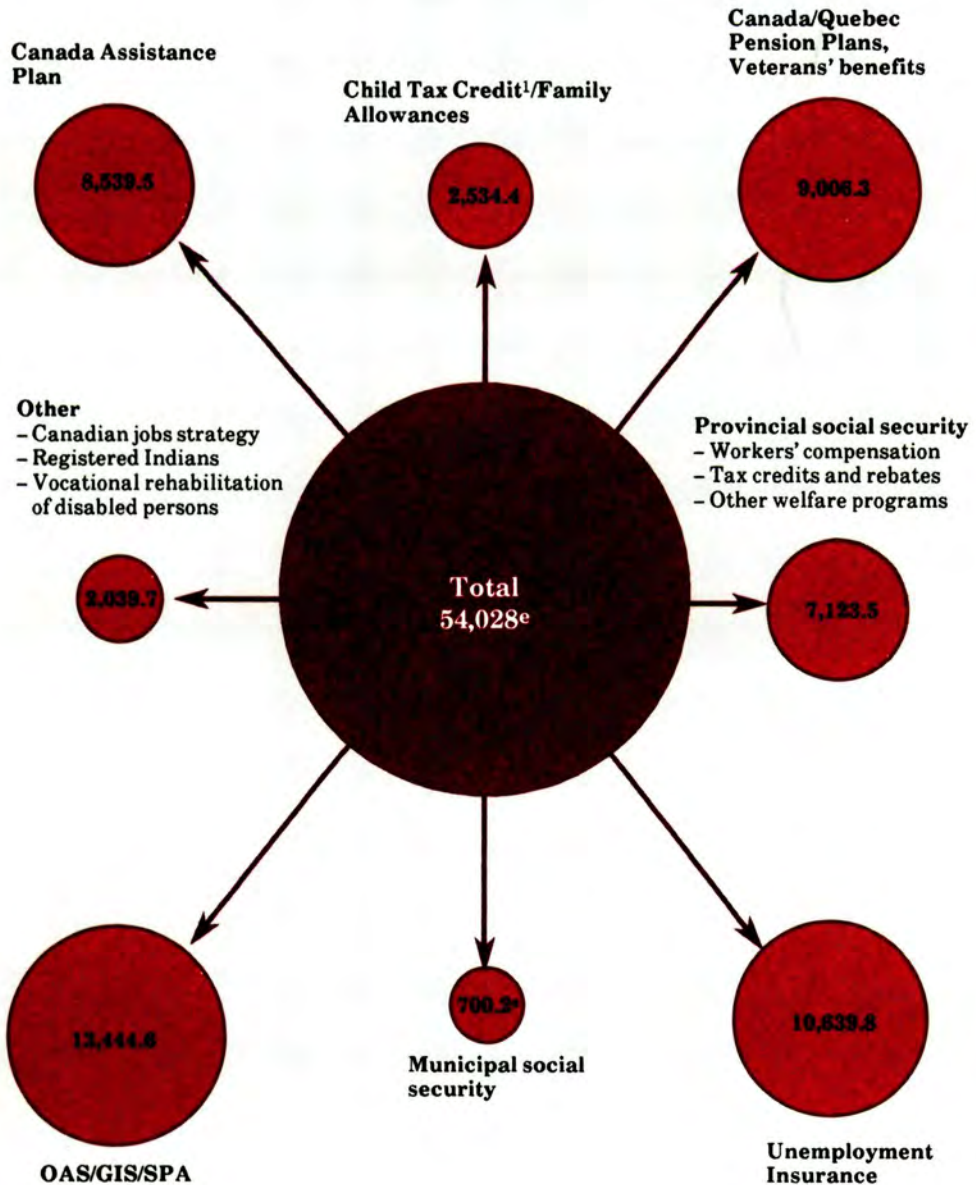 Canada Assistance
Plan
8,539.5
Child Tax Credit¹/Family
Allowances
2,534.4
Canada/Quebec
Pension Plans,
Veterans' benefits
9,006.3
Other
– Canadian jobs strategy
– Registered Indians
– Vocational rehabilitation
of disabled persons
2,039.7
Total
54,028ᵉ
Provincial social security
– Workers' compensation
– Tax credits and rebates
– Other welfare programs
7,123.5
13,444.6
OAS/GIS/SPA
700.2ᵉ
Municipal social
security
10,639.8
Unemployment
Insurance